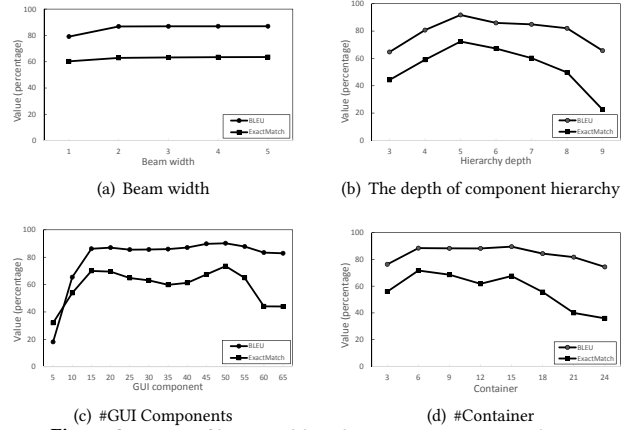 100
80
60
40
20
0
Value (percentage)
BLEU
ExactMatch
1 2 3 4 5
Beam width
(a) Beam width
100
80
60
40
20
0
Value (percentage)
BLEU
ExactMatch
3 4 5 6 7 8 9
Hierarchy depth
(b) The depth of component hierarchy
100
80
60
40
20
0
Value (percentage)
BLEU
ExactMatch
5 10 15 20 25 30 35 40 45 50 55 60 65
GUI component
(c) #GUI Components
100
80
60
40
20
0
Value (percentage)
BLEU
ExactMatch
3 6 9 12 15 18 21 24
Container
(d) #Container